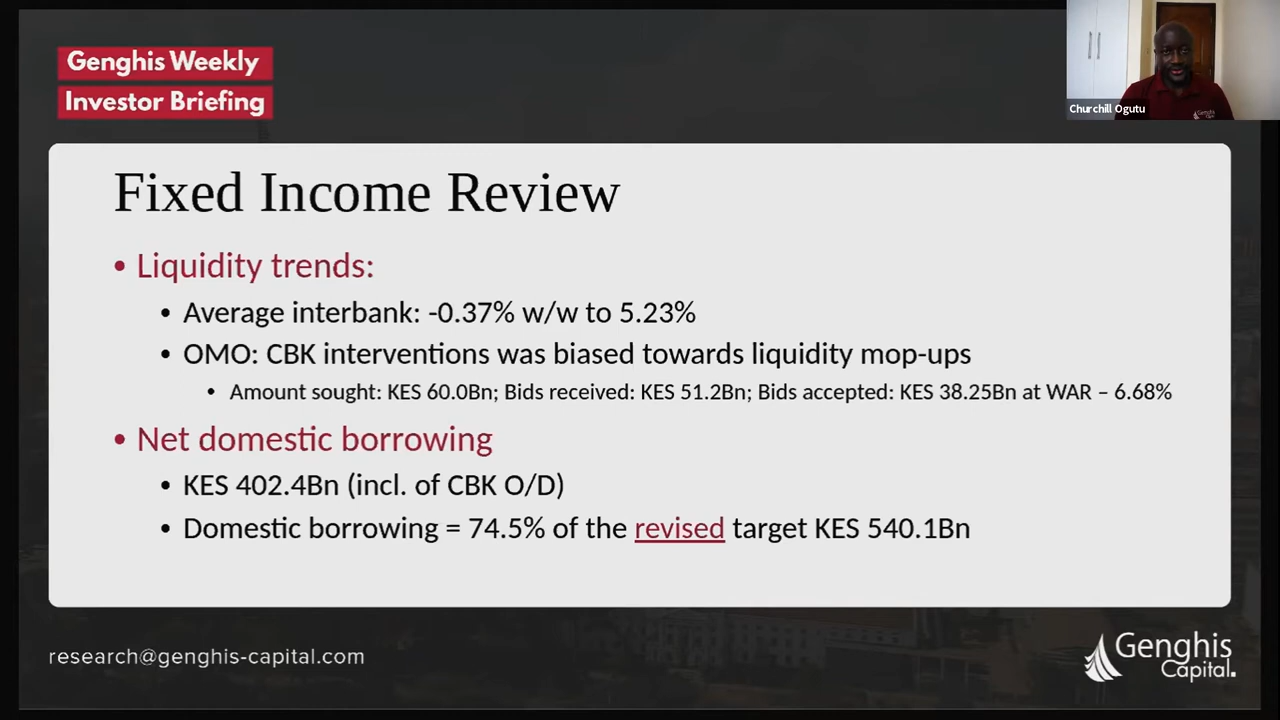 Genghis Weekly
Investor Briefing
Churchill Ogutu
Fixed Income Review
• Liquidity trends:
• Average interbank: -0.37% w/w to 5.23%
• OMO: CBK interventions was biased towards liquidity mop-ups
• Amount sought: KES 60.0Bn; Bids received: KES 51.2Bn; Bids accepted: KES 38.25Bn at WAR – 6.68%
• Net domestic borrowing
• KES 402.4Bn (incl. of CBK O/D)
• Domestic borrowing = 74.5% of the revised target KES 540.1Bn
research@genghis-capital.com
Genghis
Capital.